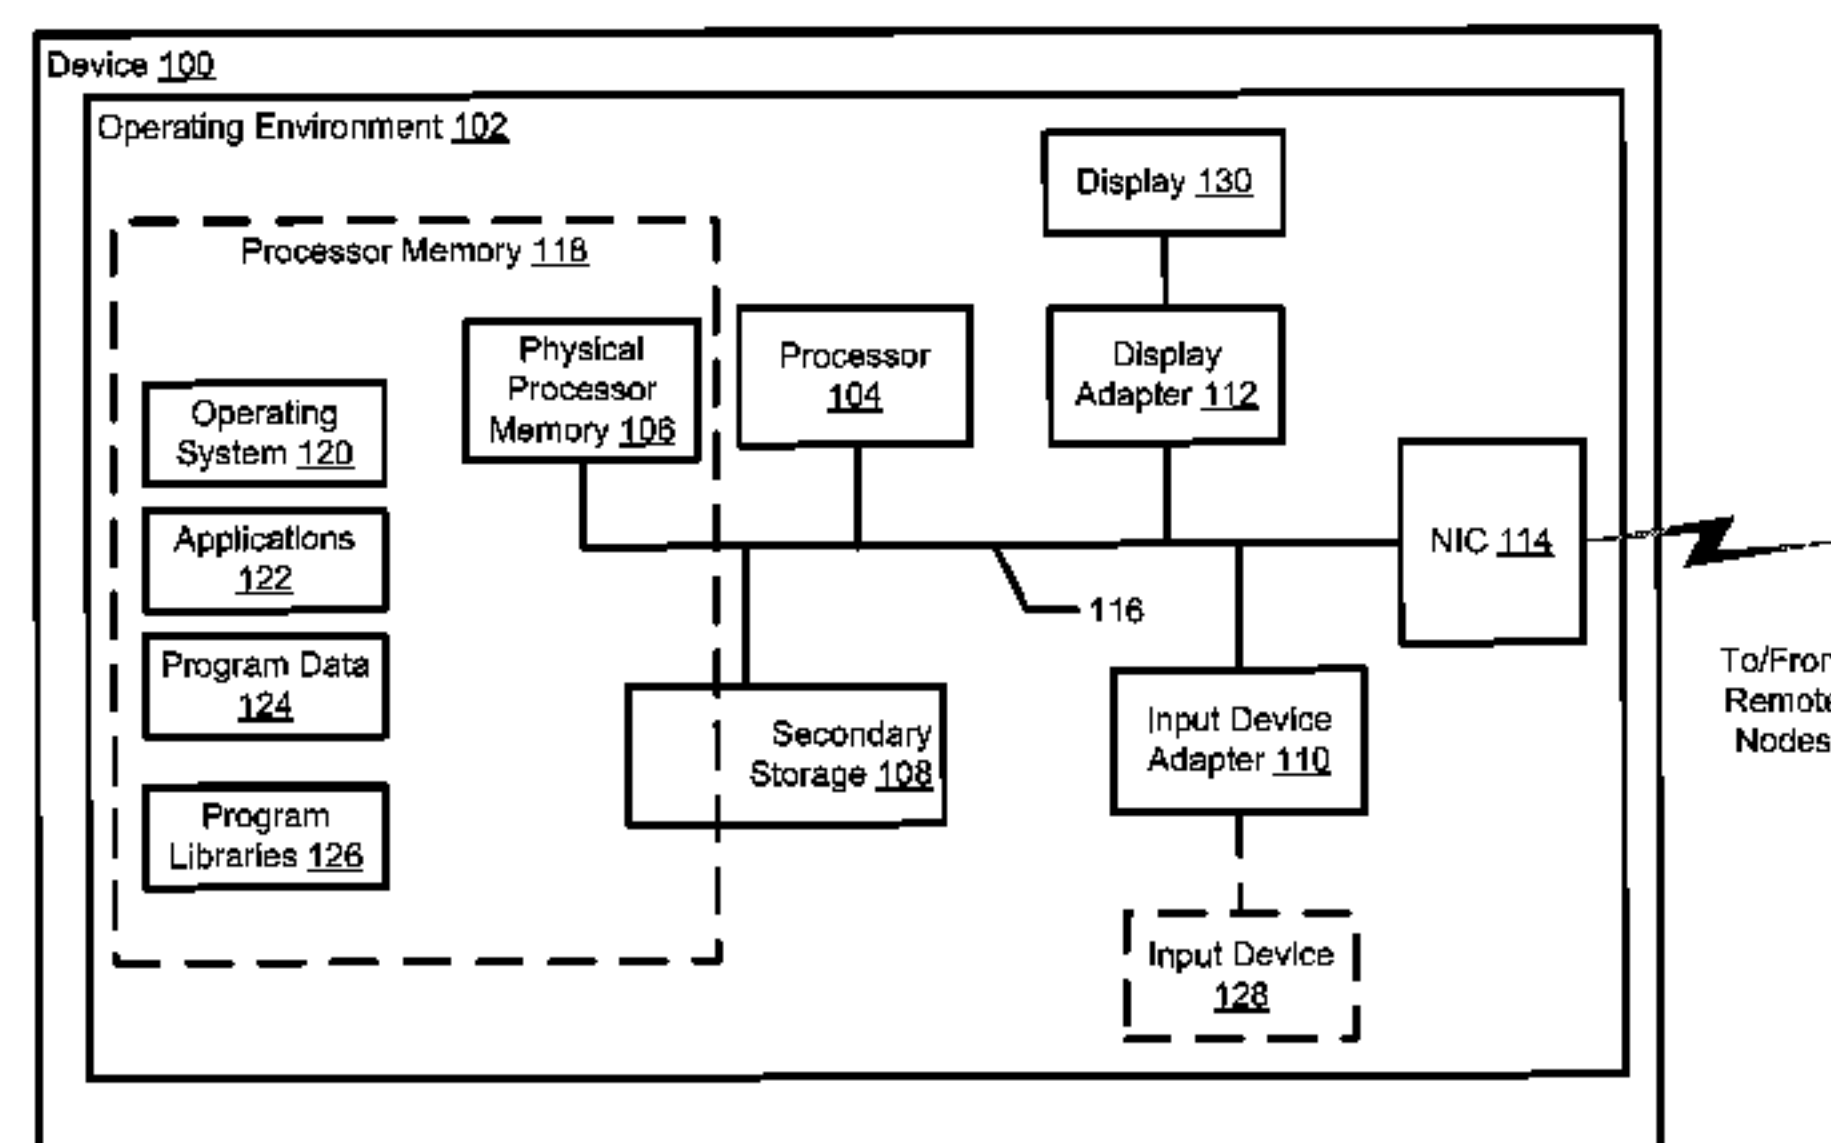 Device 100
Operating Environment 102
Display 130
Processor Memory 118
Physical
Processor
Memory 106
Processor
104
Display
Adapter 112
Operating
System 120
Applications
122
NIC 114
116
Program Data
124
Secondary
Storage 108
Input Device
Adapter 110
To/From
Remote
Nodes
Program
Libraries 126
Input Device
128